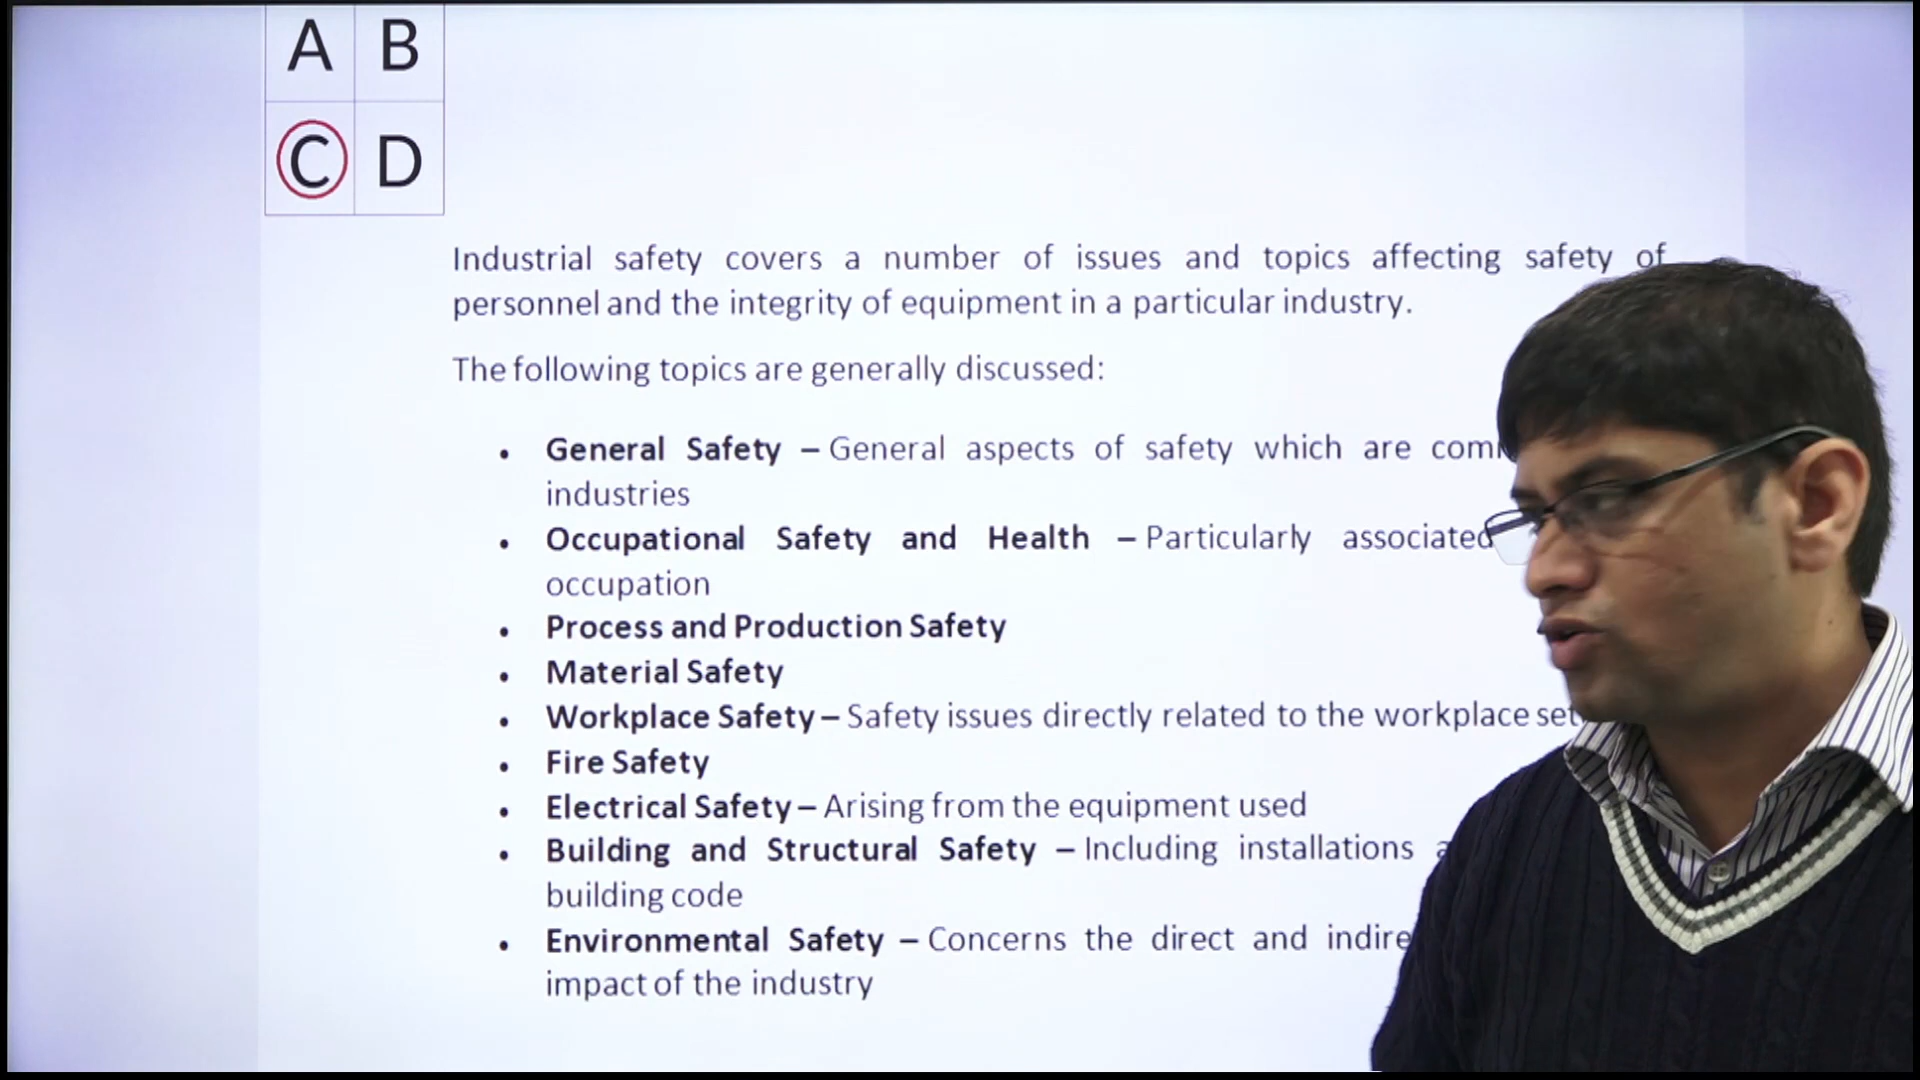 A B
C D
Industrial safety covers a number of issues and topics affecting safety of
personnel and the integrity of equipment in a particular industry.
The following topics are generally discussed:
• General Safety – General aspects of safety which are
industries
• Occupational Safety and Health – Particularly associated
occupation
• Process and Production Safety
• Material Safety
• Workplace Safety – Safety issues directly related to the workplace
• Fire Safety
• Electrical Safety – Arising from the equipment used
• Building and Structural Safety – Including installations
building code
• Environmental Safety – Concerns the direct and
impact of the industry